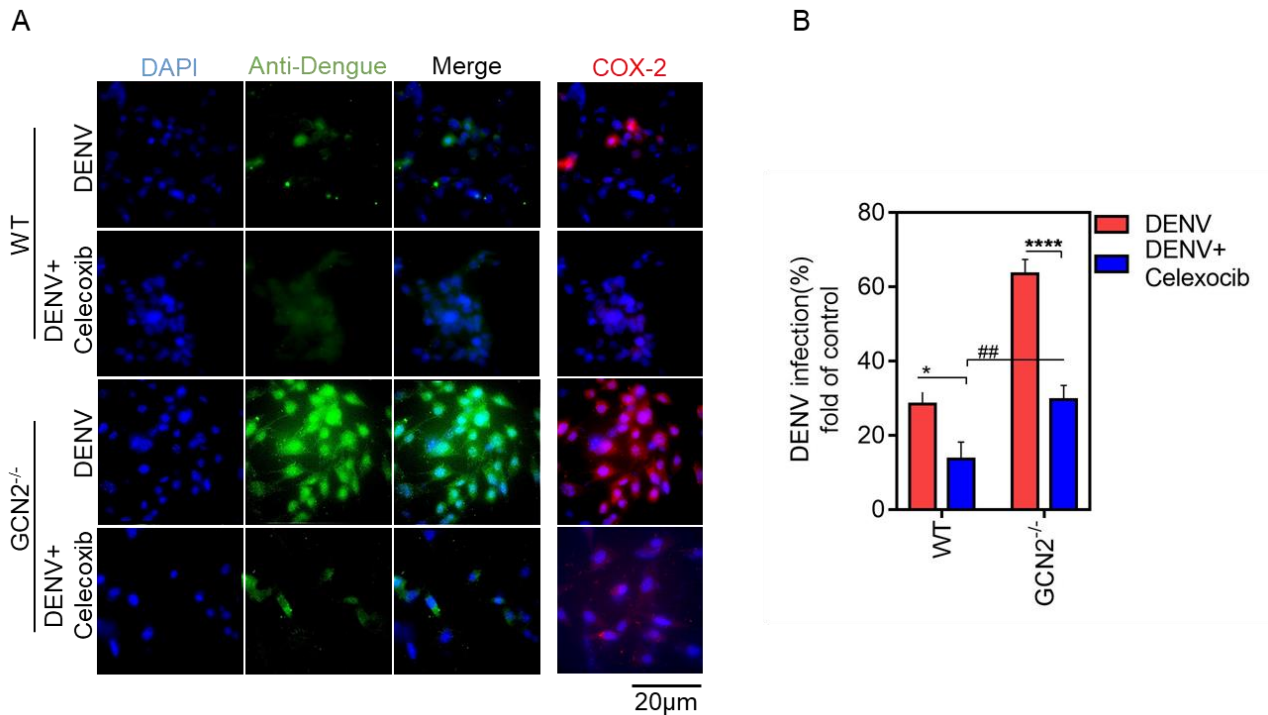 A
DAPI
Anti-Dengue
Merge
COX-2
WT
DENV
DENV+
Celecoxib
GCN2-/-
DENV
DENV+
Celecoxib
20µm
B
DENV infection(%)
fold of control
80
60
40
20
0
*
##
****
WT
GCN2-/-
DENV
DENV+
Celexocib